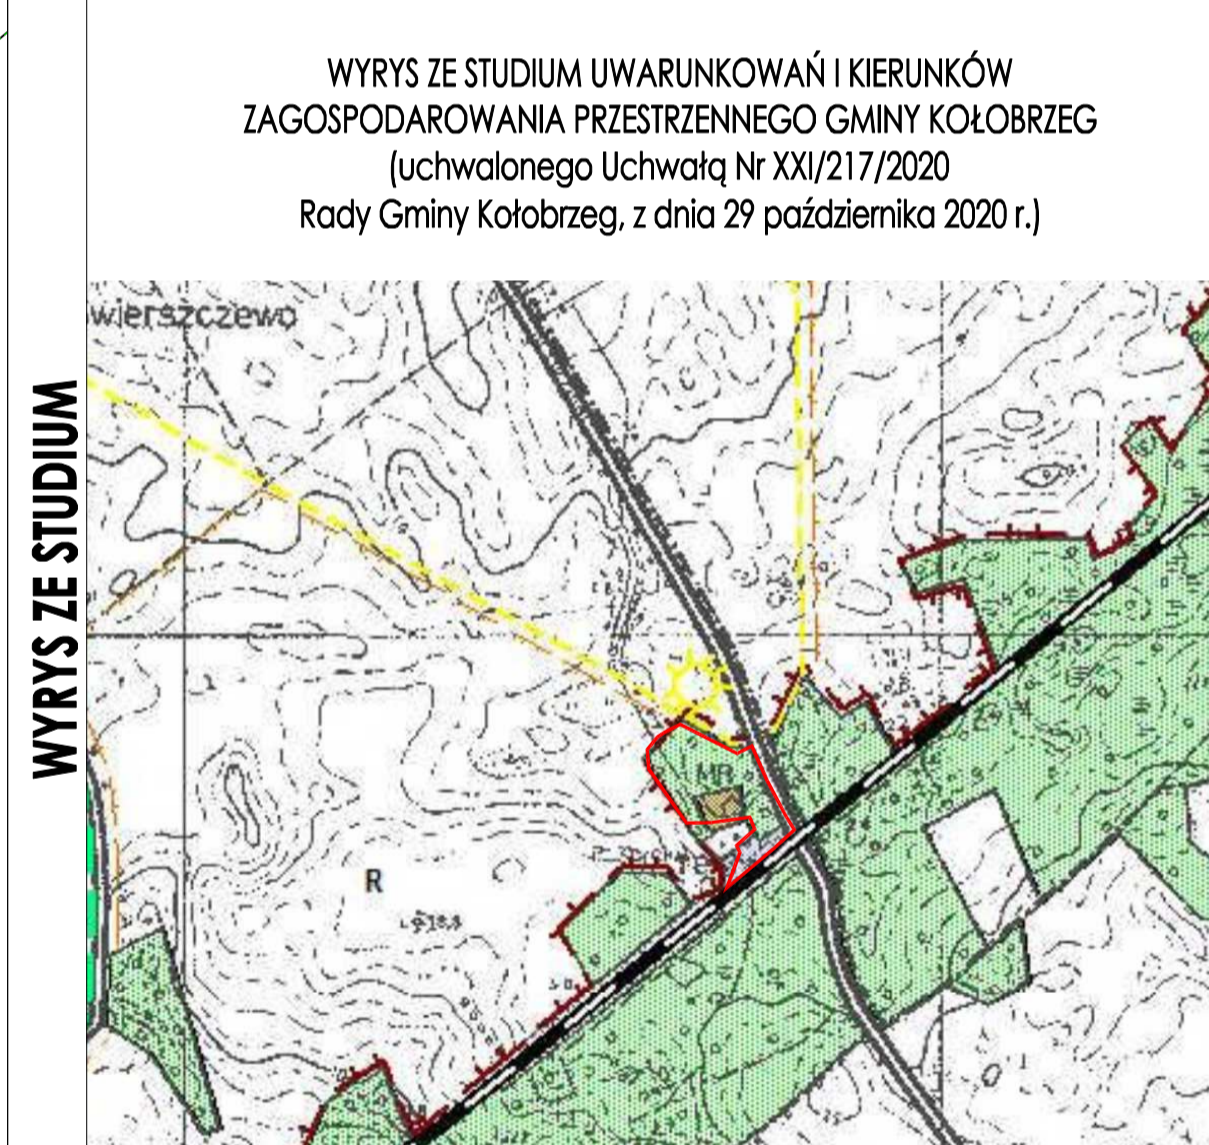 WYRYS ZE STUDIUM UWARUNKOWAŃ I KIERUNKÓW
ZAGOSPODAROWANIA PRZESTRZENNEGO GMINY KOŁOBRZEG
(uchwalonego Uchwałą Nr XXI/217/2020
Rady Gminy Kołobrzeg, z dnia 29 października 2020 r.)
WYRYS ZE STUDIUM
wierszczewo
MR
R